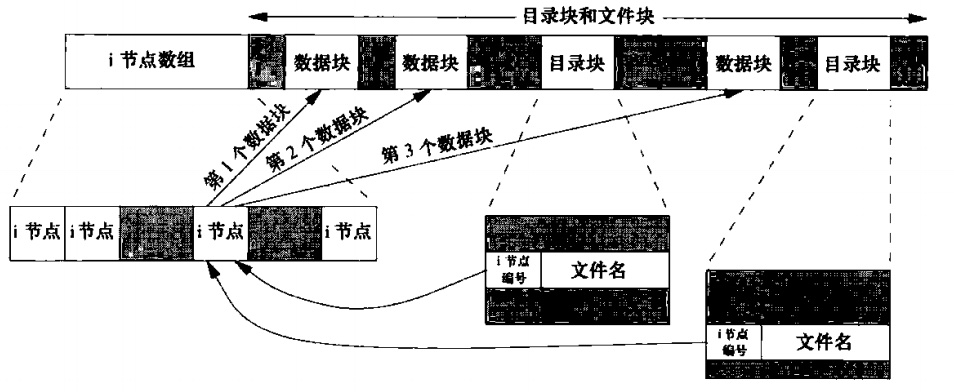 目录块和文件块
i 节点数组
数据块
数据块
目录块
数据块
目录块
第 1 个数据块
第 2 个数据块
第 3 个数据块
i 节点
i 节点
i 节点
i 节点
i 节点
编号
文件名
i 节点
编号
文件名